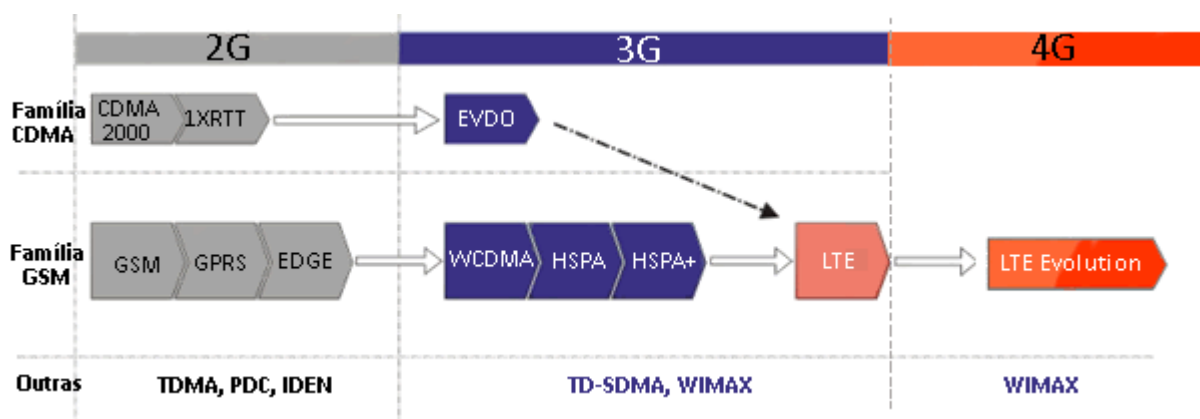 2G
3G
4G
Família
CDMA
CDMA
2000
1XRTT
EVDO
Família
GSM
GSM
GPRS
EDGE
WCDMA
HSPA
HSPA+
LTE
LTE Evolution
Outras
TDMA, PDC, IDEN
TD-SDMA, WIMAX
WIMAX